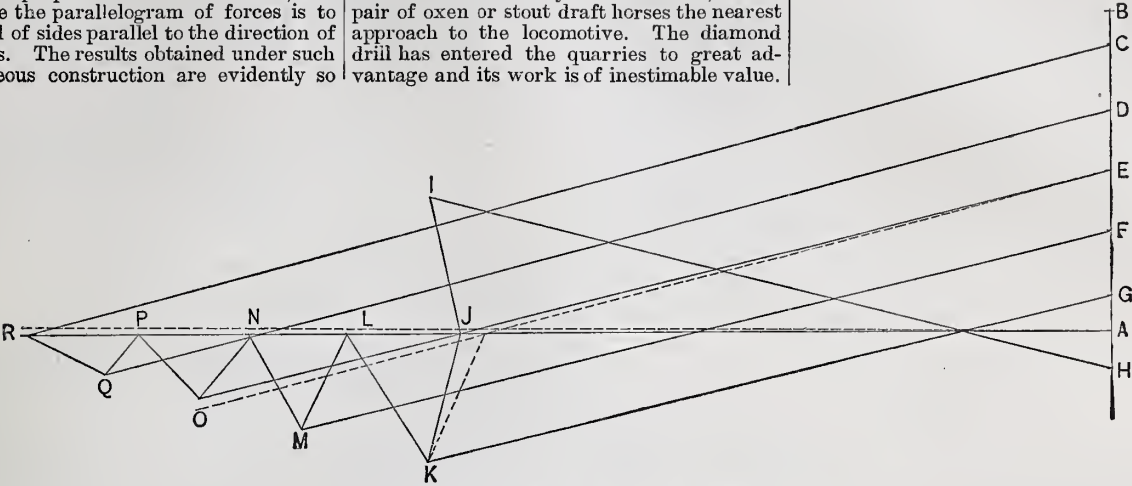 e the parallelogram of forces is to
l of sides parallel to the direction of
s. The results obtained under such
eous construction are evidently so
pair of oxen or stout draft horses the nearest
approach to the locomotive. The diamond
drill has entered the quarries to great ad-
vantage and its work is of inestimable value.
B
C
D
E
F
G
A
H
I
J
L
N
P
R
Q
O
M
K